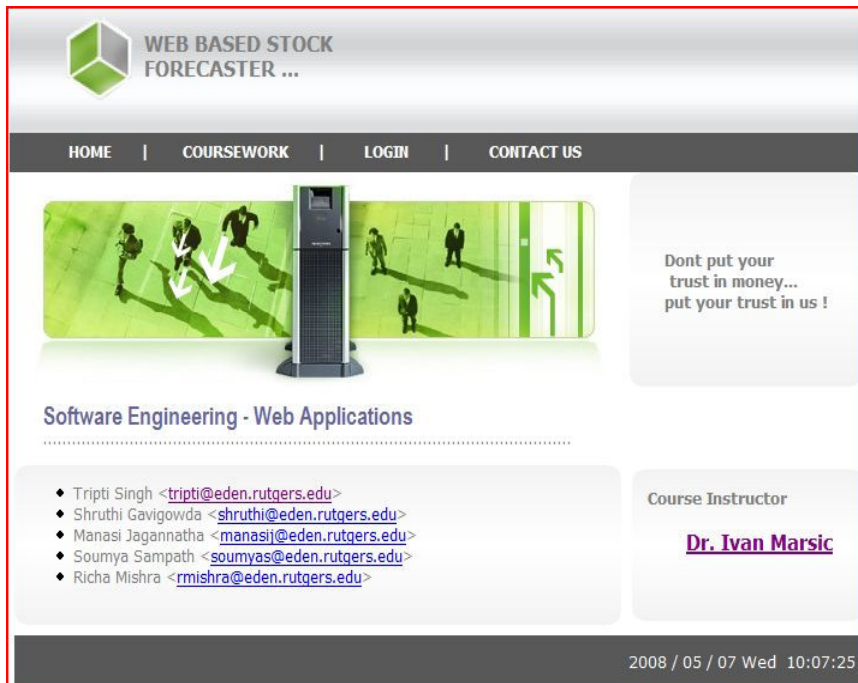 WEB BASED STOCK
FORECASTER ...
HOME | COURSEWORK | LOGIN | CONTACT US
Dont put your
trust in money...
put your trust in us !
Software Engineering - Web Applications
Tripti Singh <tripti@eden.rutgers.edu>
Shruthi Gavigowda <shruthi@eden.rutgers.edu>
Manasi Jagannatha <manasij@eden.rutgers.edu>
Soumya Sampath <soumyas@eden.rutgers.edu>
Richa Mishra <rmishra@eden.rutgers.edu>
Course Instructor
Dr. Ivan Marsic
2008 / 05 / 07 Wed 10:07:25